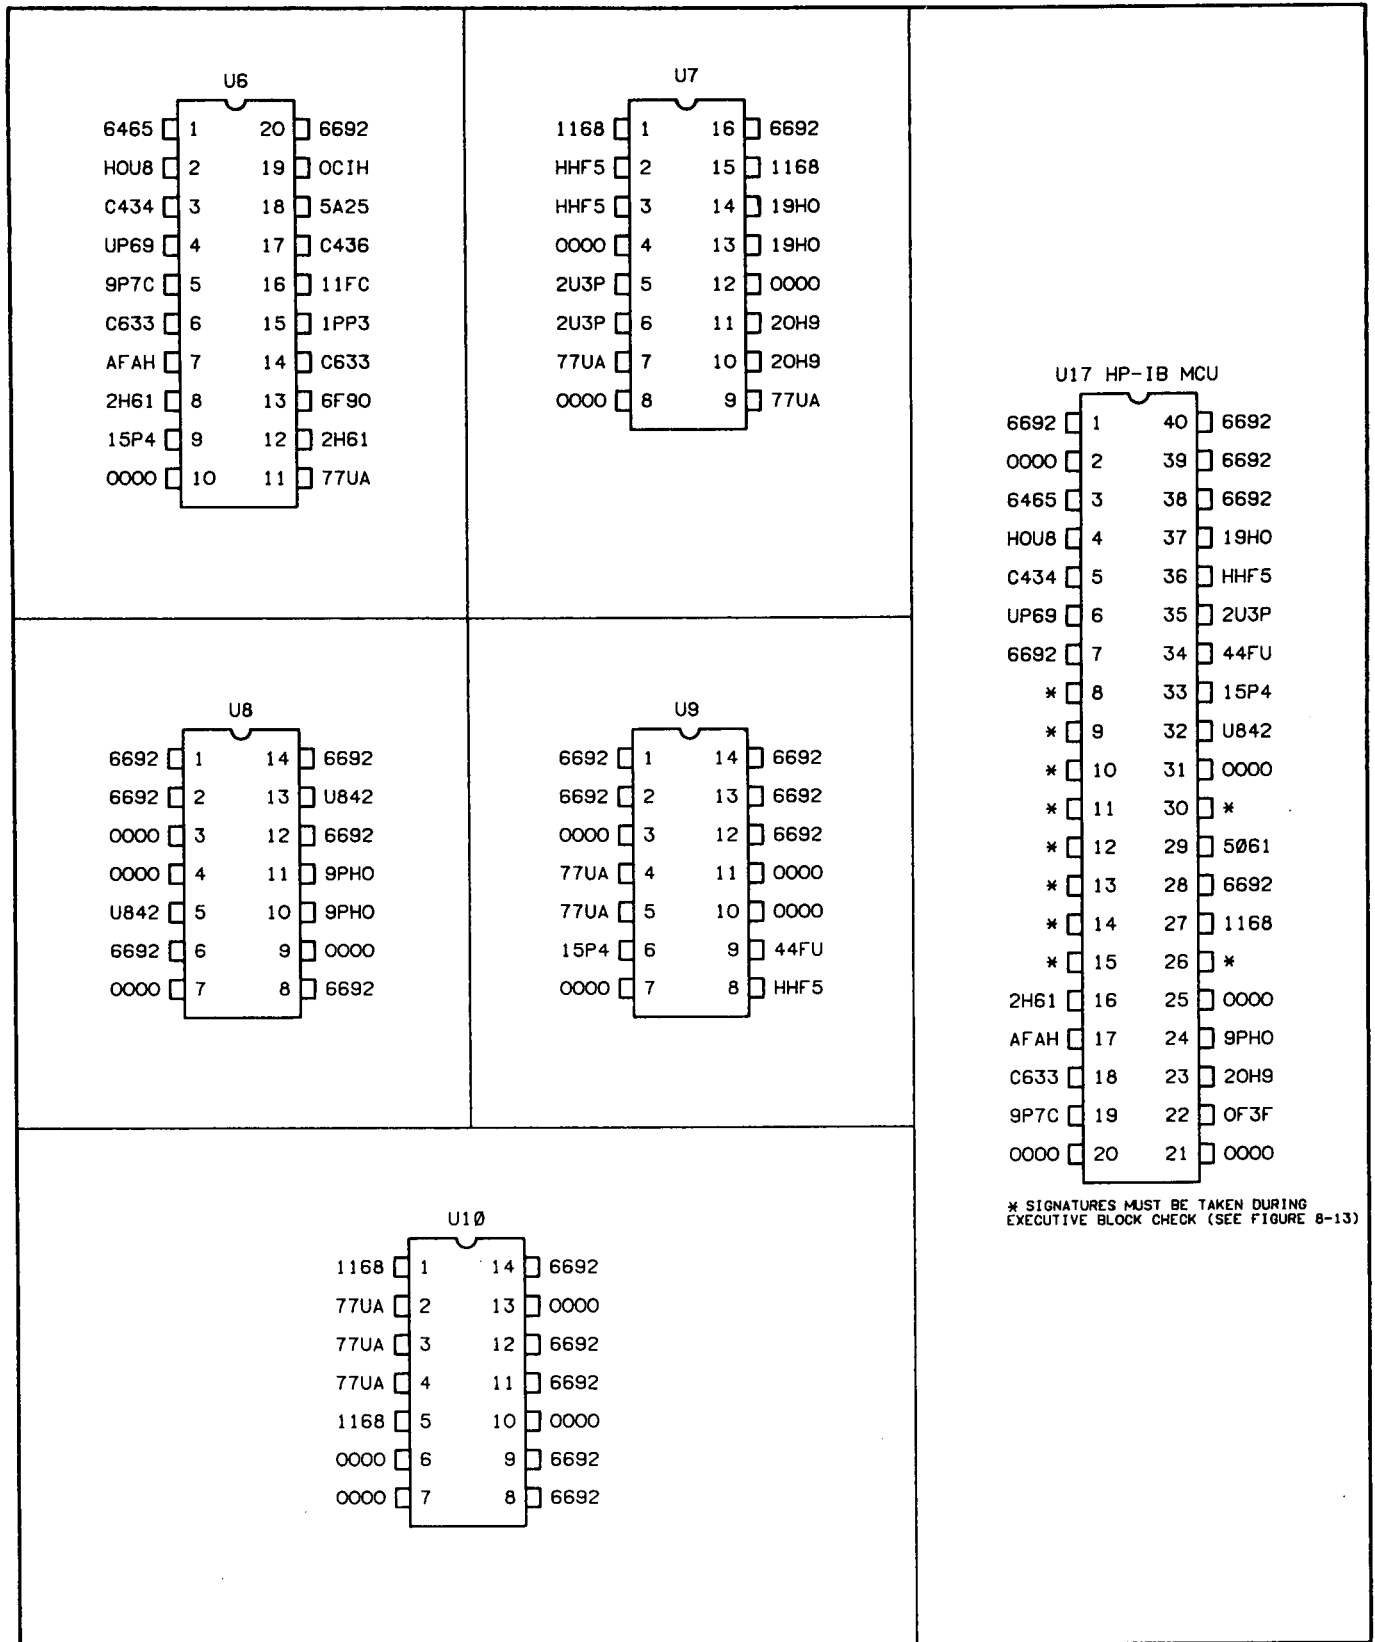 U6
6465 1 20 6692
HOU8 2 19 OCIH
C434 3 18 5A25
UP69 4 17 C436
9P7C 5 16 11FC
C633 6 15 1PP3
AFAH 7 14 C633
2H61 8 13 6F90
15P4 9 12 2H61
0000 10 11 77UA
U7
1168 1 16 6692
HHF5 2 15 1168
HHF5 3 14 19HO
0000 4 13 19HO
2U3P 5 12 0000
2U3P 6 11 20H9
77UA 7 10 20H9
0000 8 9 77UA
U8
6692 1 14 6692
6692 2 13 U842
0000 3 12 6692
0000 4 11 9PHO
U842 5 10 9PHO
6692 6 9 0000
0000 7 8 6692
U9
6692 1 14 6692
6692 2 13 6692
0000 3 12 6692
77UA 4 11 0000
77UA 5 10 0000
15P4 6 9 44FU
0000 7 8 HHF5
U1Ø
1168 1 14 6692
77UA 2 13 0000
77UA 3 12 6692
77UA 4 11 6692
1168 5 10 0000
0000 6 9 6692
0000 7 8 6692
U17 HP-IB MCU
6692 1 40 6692
0000 2 39 6692
6465 3 38 6692
HOU8 4 37 19HO
C434 5 36 HHF5
UP69 6 35 2U3P
6692 7 34 44FU
* 8 33 15P4
* 9 32 U842
* 10 31 0000
* 11 30 *
* 12 29 5Ø61
* 13 28 6692
* 14 27 1168
* 15 26 *
2H61 16 25 0000
AFAH 17 24 9PHO
C633 18 23 20H9
9P7C 19 22 OF3F
0000 20 21 0000
* SIGNATURES MUST BE TAKEN DURING
EXECUTIVE BLOCK CHECK (SEE FIGURE 8-13)